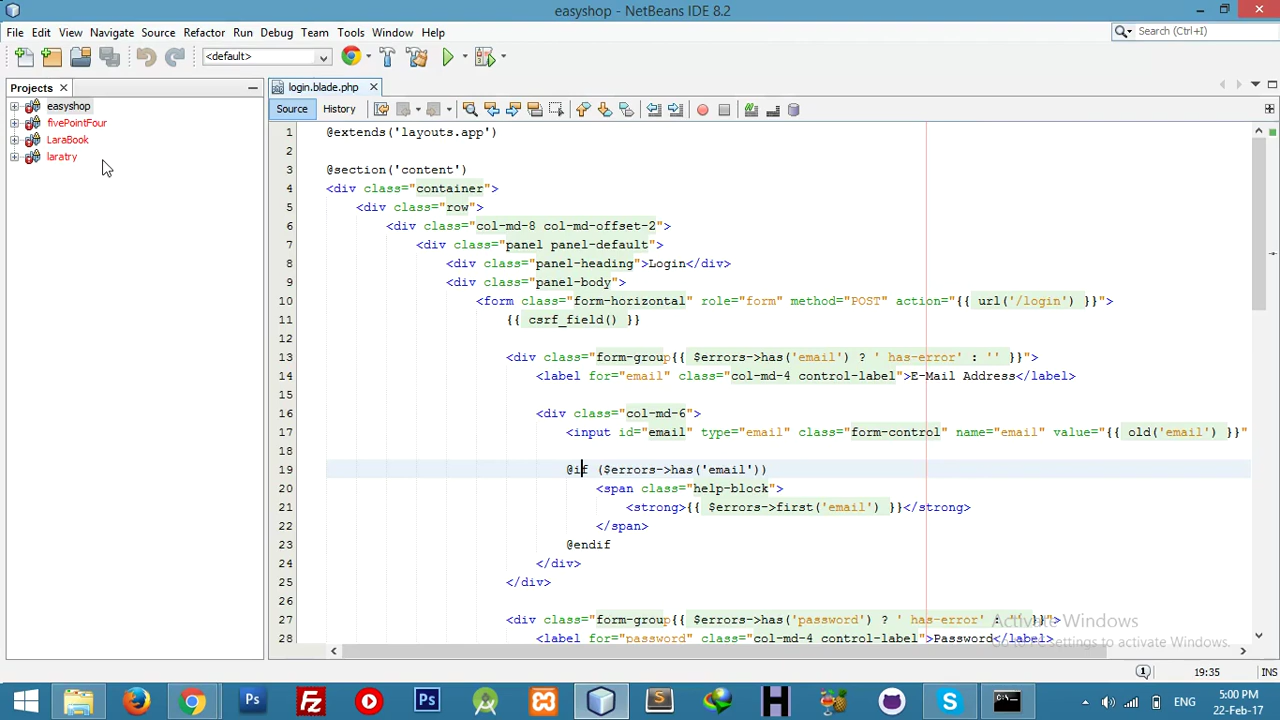 easyshop - NetBeans IDE 8.2
File Edit View Navigate Source Refactor Run Debug Team Tools Window Help
Search (Ctrl+I)
<default>
Projects
easyshop
fivePointFour
LaraBook
laratry
login.blade.php
Source History
1 @extends('layouts.app')
2
3 @section('content')
4 <div class="container">
5 <div class="row">
6 <div class="col-md-8 col-md-offset-2">
7 <div class="panel panel-default">
8 <div class="panel-heading">Login</div>
9 <div class="panel-body">
10 <form class="form-horizontal" role="form" method="POST" action="{{ url('/login') }}">
11 {{ csrf_field() }}
12
13 <div class="form-group{{ $errors->has('email') ? ' has-error' : '' }}">
14 <label for="email" class="col-md-4 control-label">E-Mail Address</label>
15
16 <div class="col-md-6">
17 <input id="email" type="email" class="form-control" name="email" value="{{ old('email') }}"
18
19 @if ($errors->has('email'))
20 <span class="help-block">
21 <strong>{{ $errors->first('email') }}</strong>
22 </span>
23 @endif
24 </div>
25 </div>
26
27 <div class="form-group{{ $errors->has('password') ? ' has-error' : '' }}">
28 <label for="password" class="col-md-4 control-label">Password</label>
Activate Windows
Go to PC settings to activate Windows.
19:35 INS
Ps Fz Ps S H S
ENG
5:00 PM
22-Feb-17